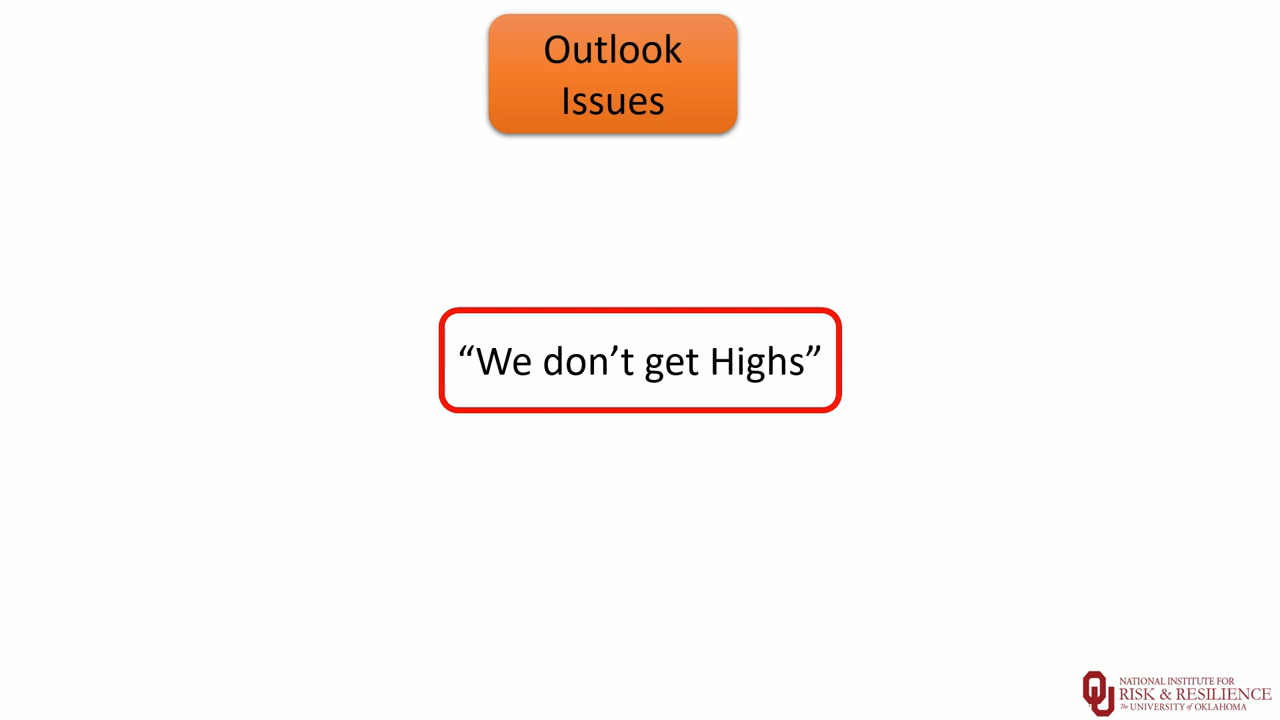 Outlook
Issues
“We don’t get Highs”
NATIONAL INSTITUTE FOR
RISK & RESILIENCE
The UNIVERSITY of OKLAHOMA